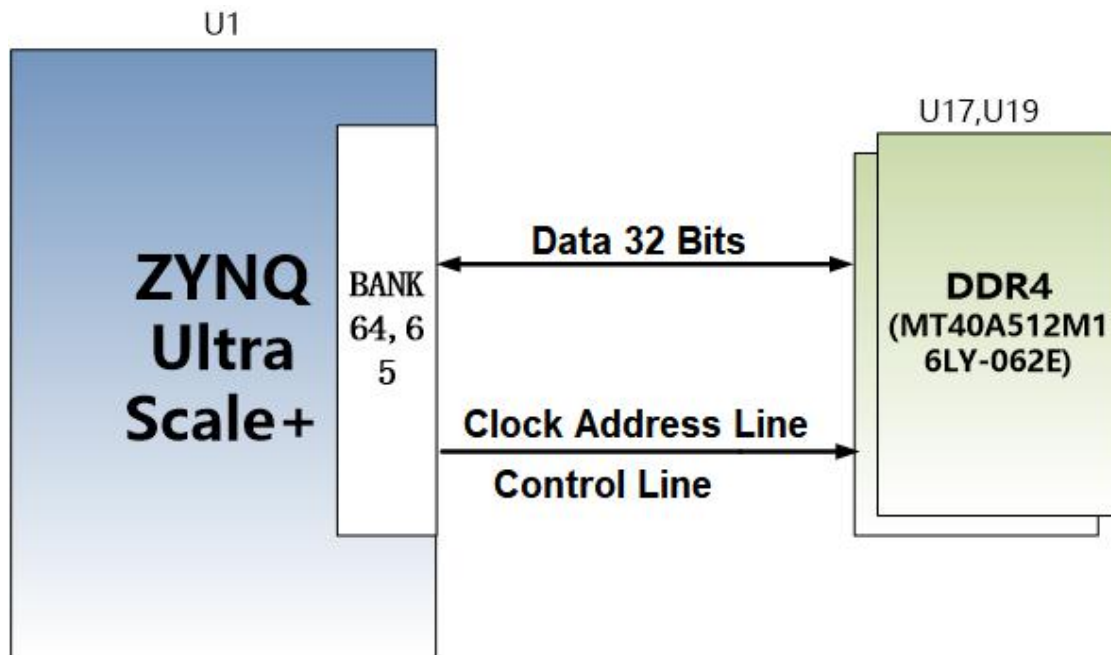 U1
ZYNQ
Ultra
Scale+
BANK
64, 6
5
Data 32 Bits
Clock Address Line
Control Line
U17,U19
DDR4
(MT40A512M1
6LY-062E)